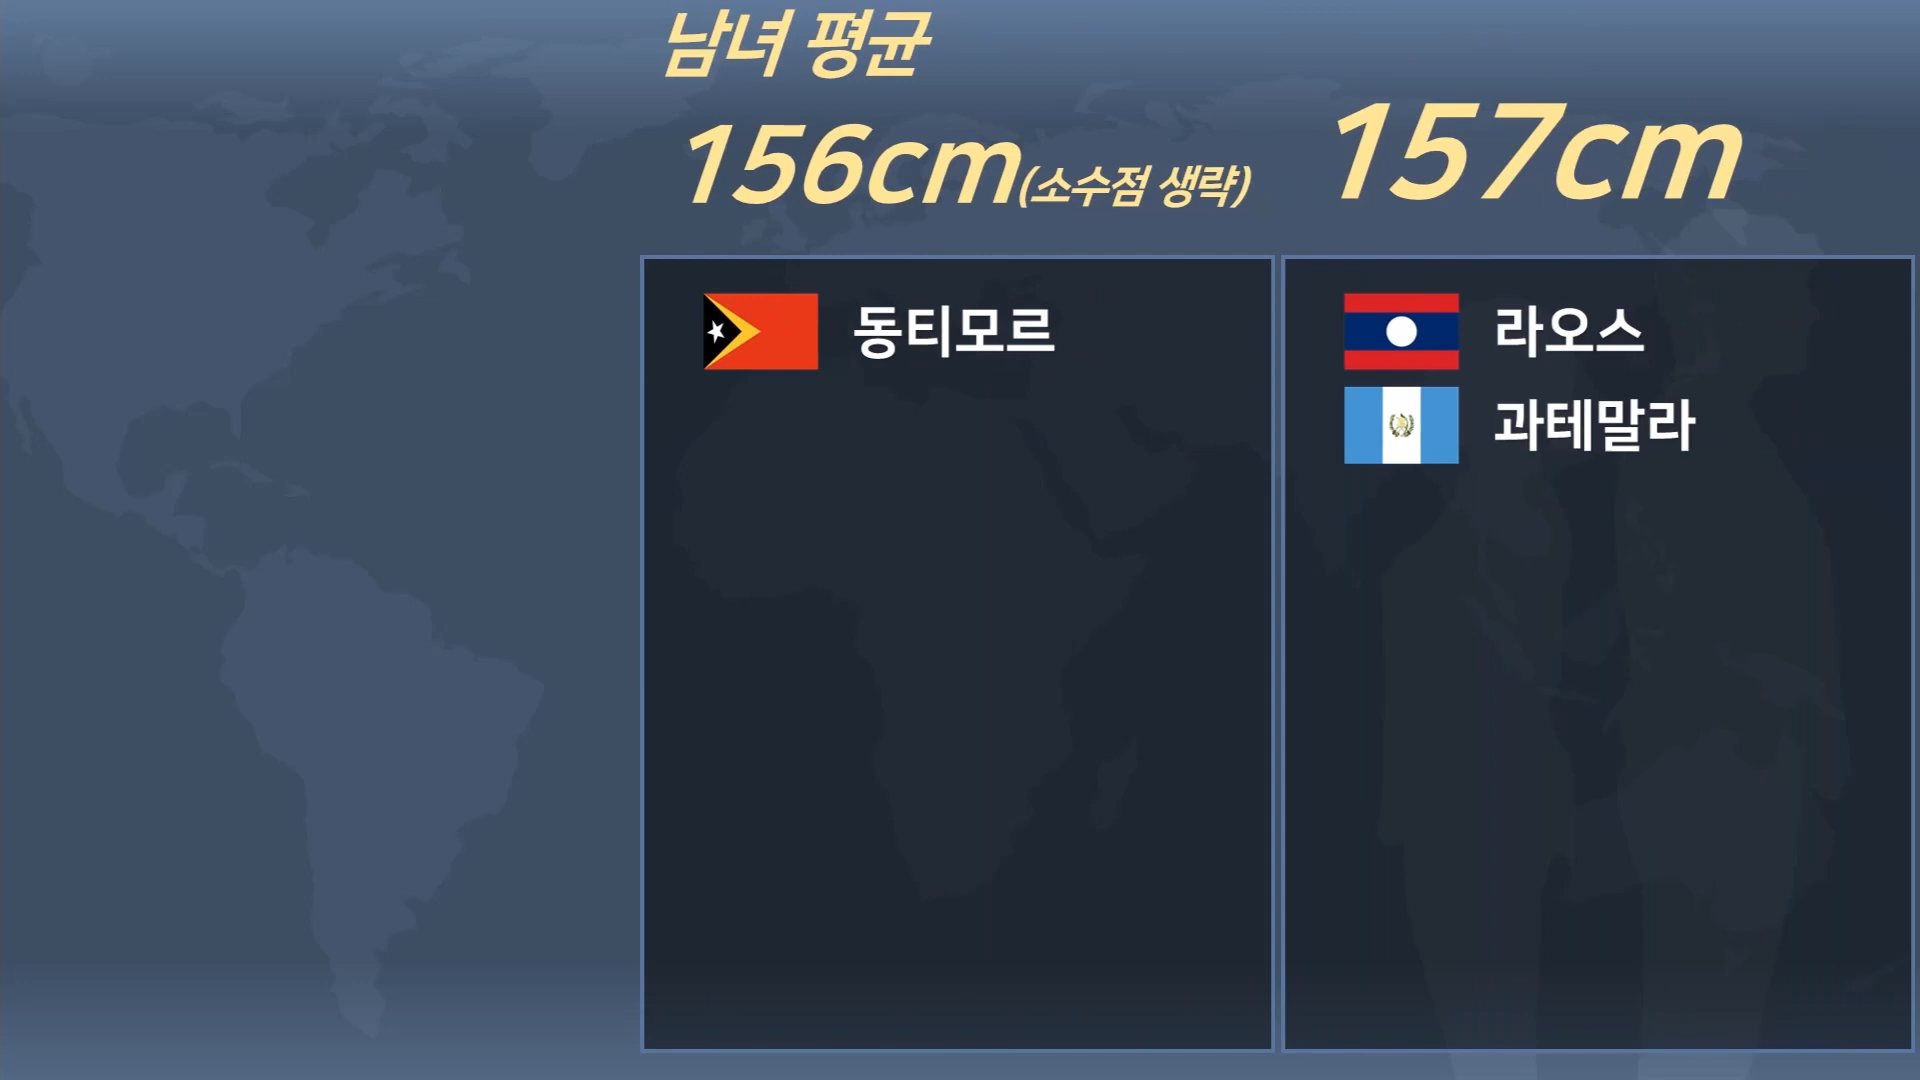 남녀 평균
156cm(소수점 생략)
동티모르
157cm
라오스
과테말라